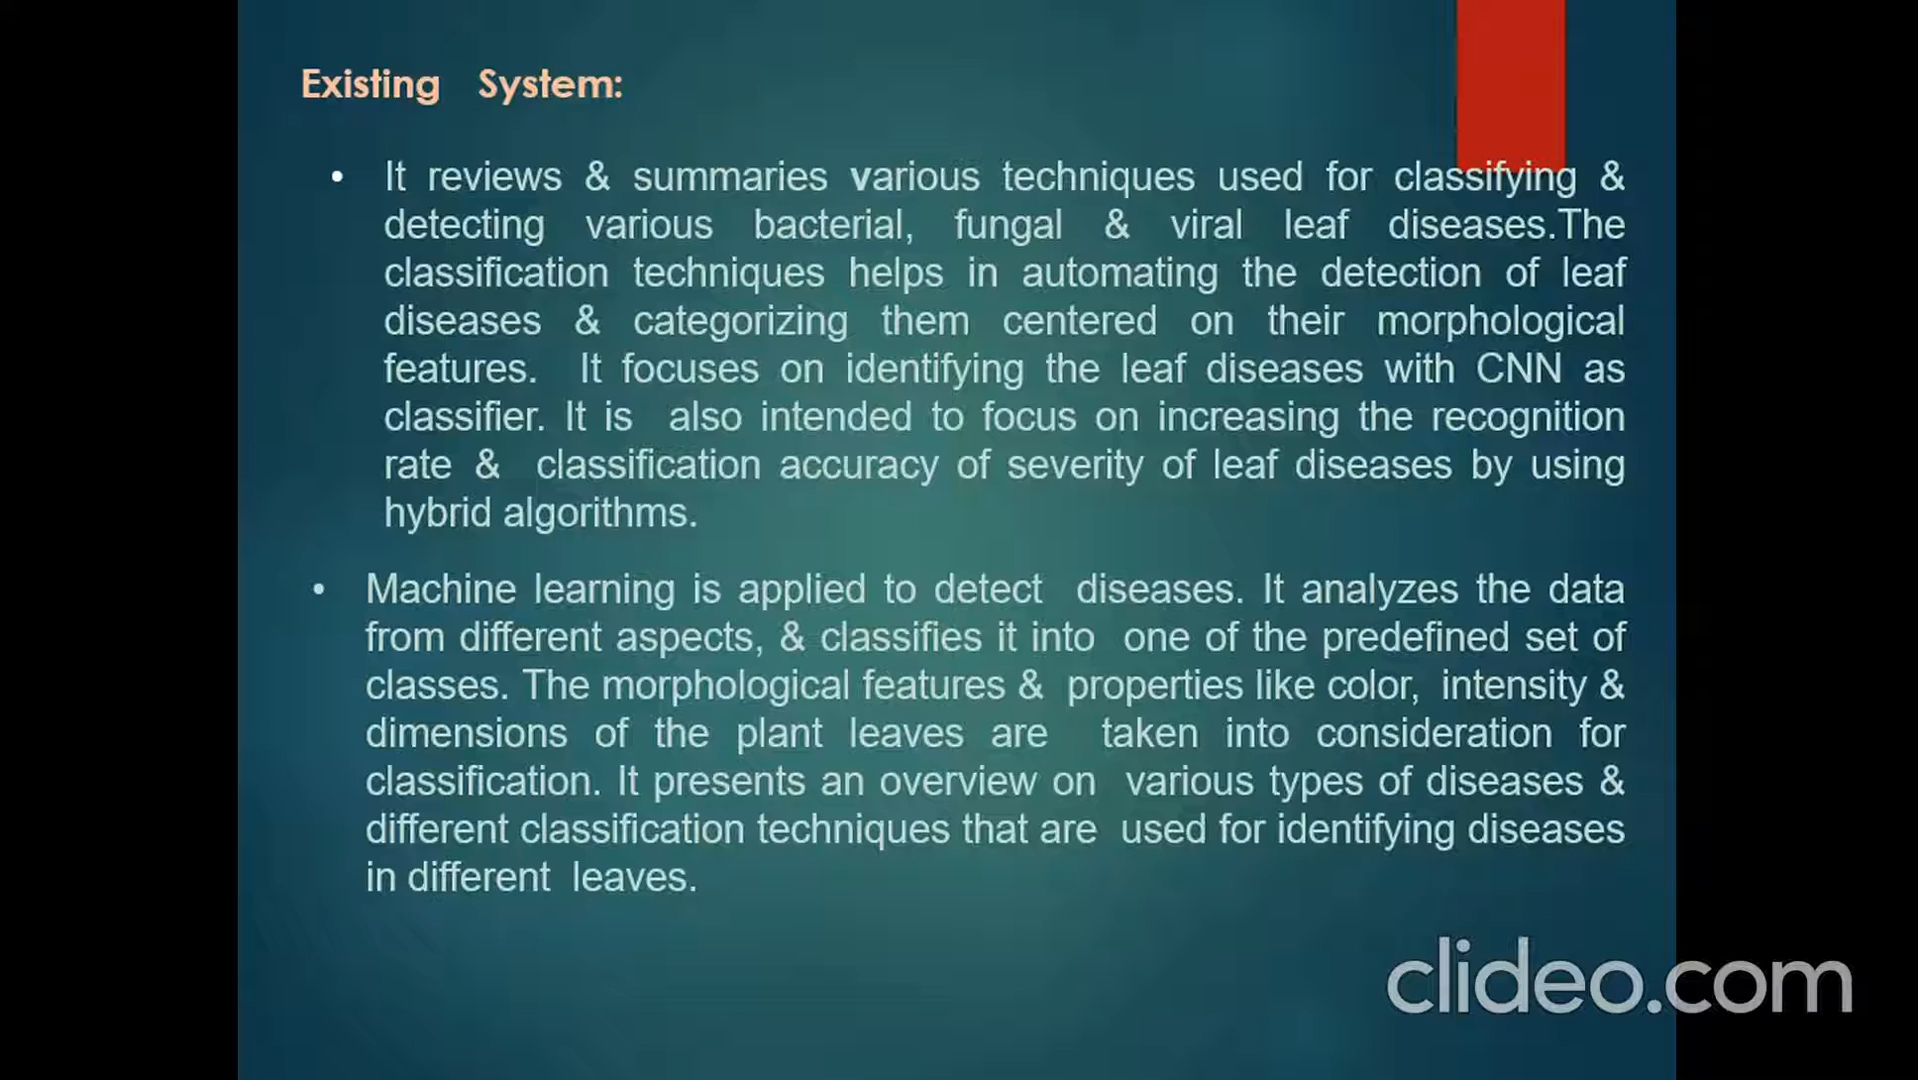 Existing System:
• It reviews & summaries various techniques used for classifying &
detecting various bacterial, fungal & viral leaf diseases.The
classification techniques helps in automating the detection of leaf
diseases & categorizing them centered on their morphological
features. It focuses on identifying the leaf diseases with CNN as
classifier. It is also intended to focus on increasing the recognition
rate & classification accuracy of severity of leaf diseases by using
hybrid algorithms.
• Machine learning is applied to detect diseases. It analyzes the data
from different aspects, & classifies it into one of the predefined set of
classes. The morphological features & properties like color, intensity &
dimensions of the plant leaves are taken into consideration for
classification. It presents an overview on various types of diseases &
different classification techniques that are used for identifying diseases
in different leaves.
clideo.com